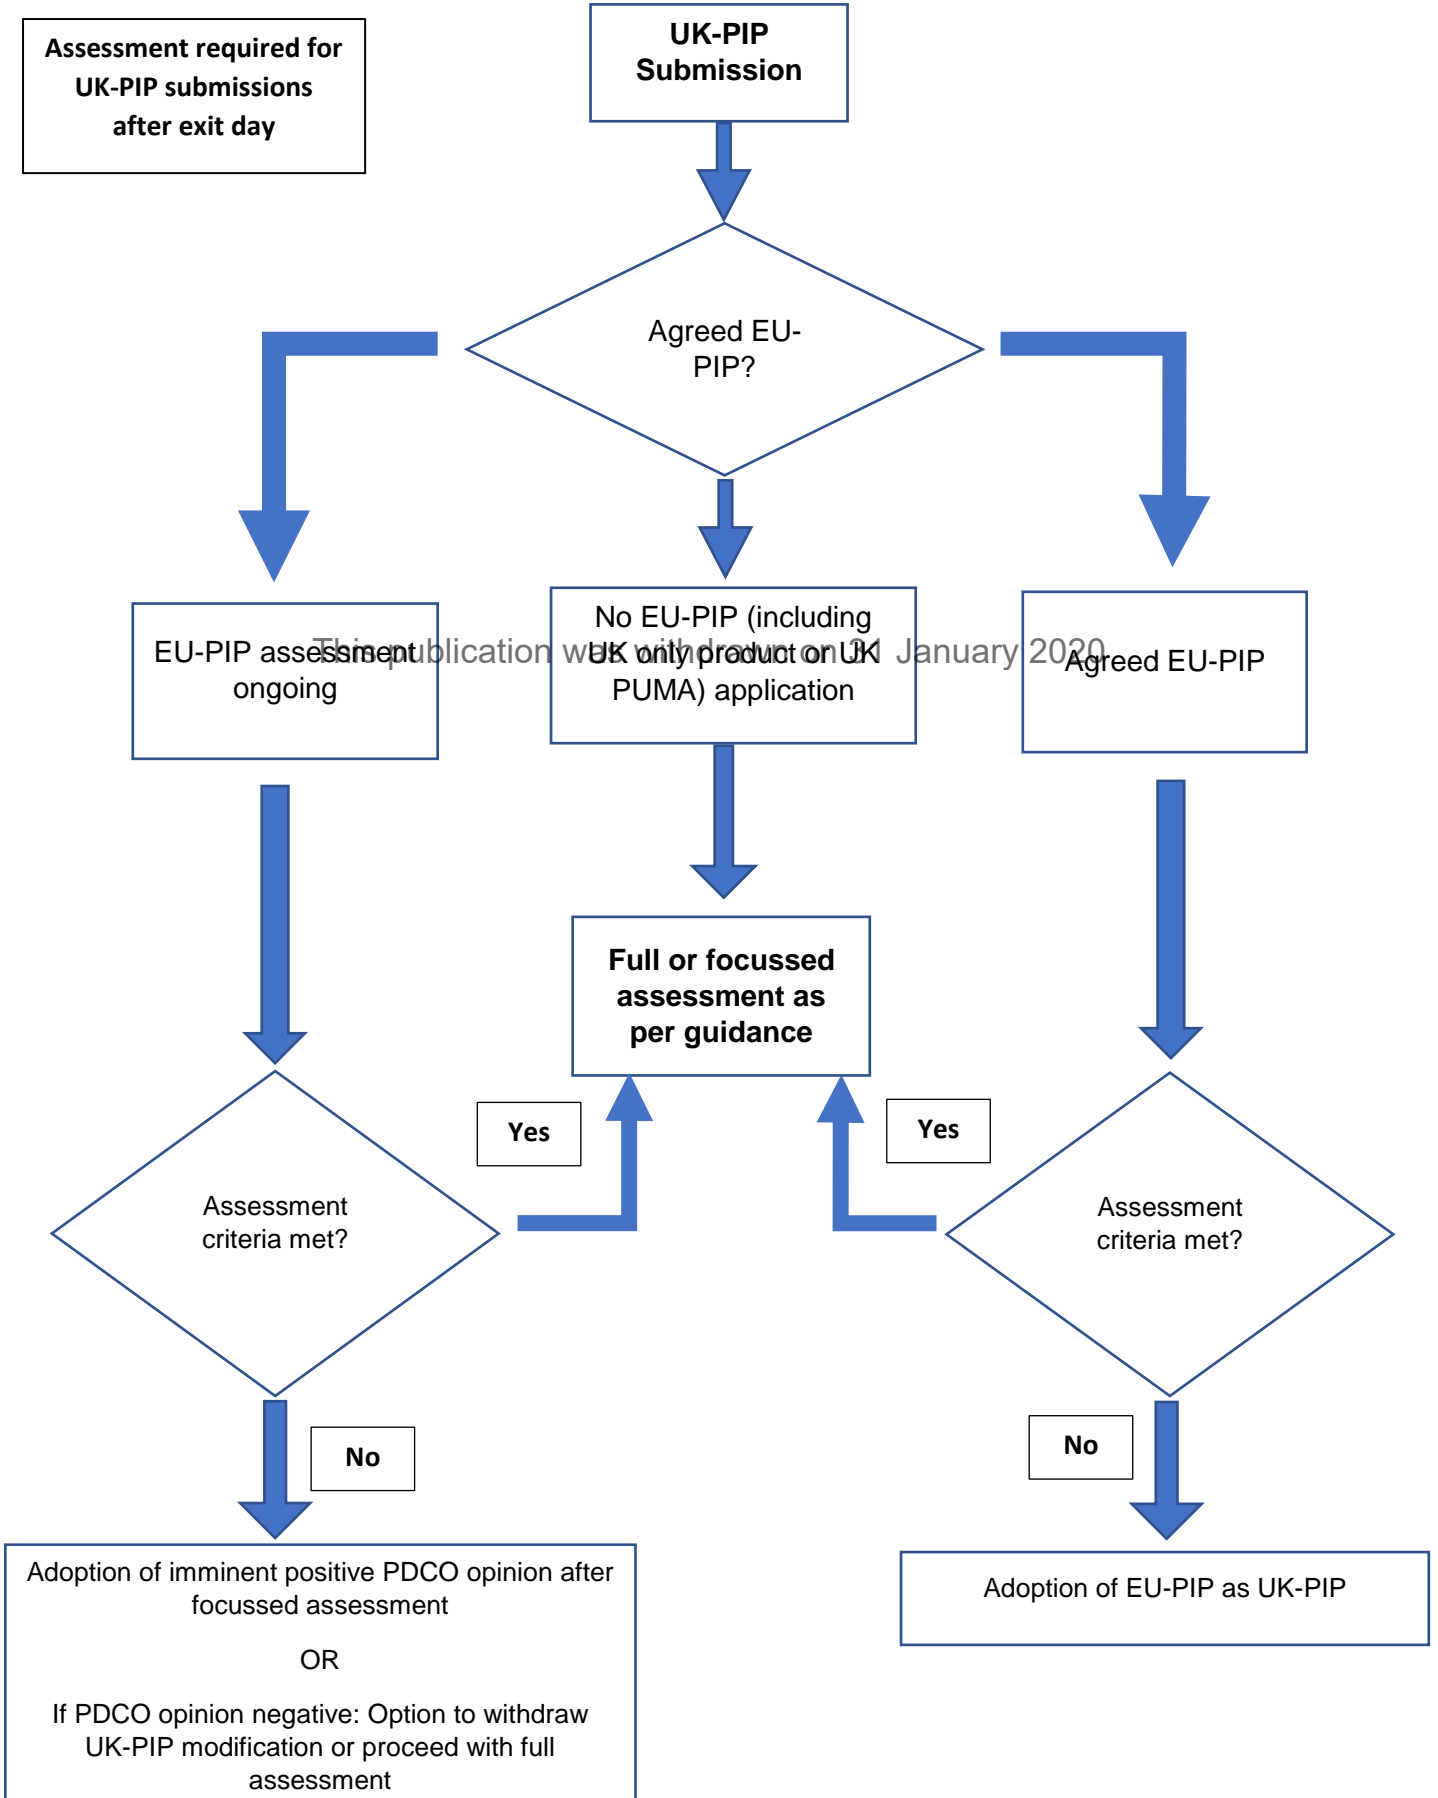 Assessment required for
UK-PIP submissions
after exit day
UK-PIP
Submission
Agreed EU-
PIP?
EU-PIP assessment
ongoing
No EU-PIP (including
UK only product or UK
PUMA) application
Agreed EU-PIP
This publication was withdrawn on 31 January 2020
Full or focussed
assessment as
per guidance
Yes
Yes
Assessment
criteria met?
Assessment
criteria met?
No
No
Adoption of imminent positive PDCO opinion after
focussed assessment
OR
If PDCO opinion negative: Option to withdraw
UK-PIP modification or proceed with full
assessment
Adoption of EU-PIP as UK-PIP